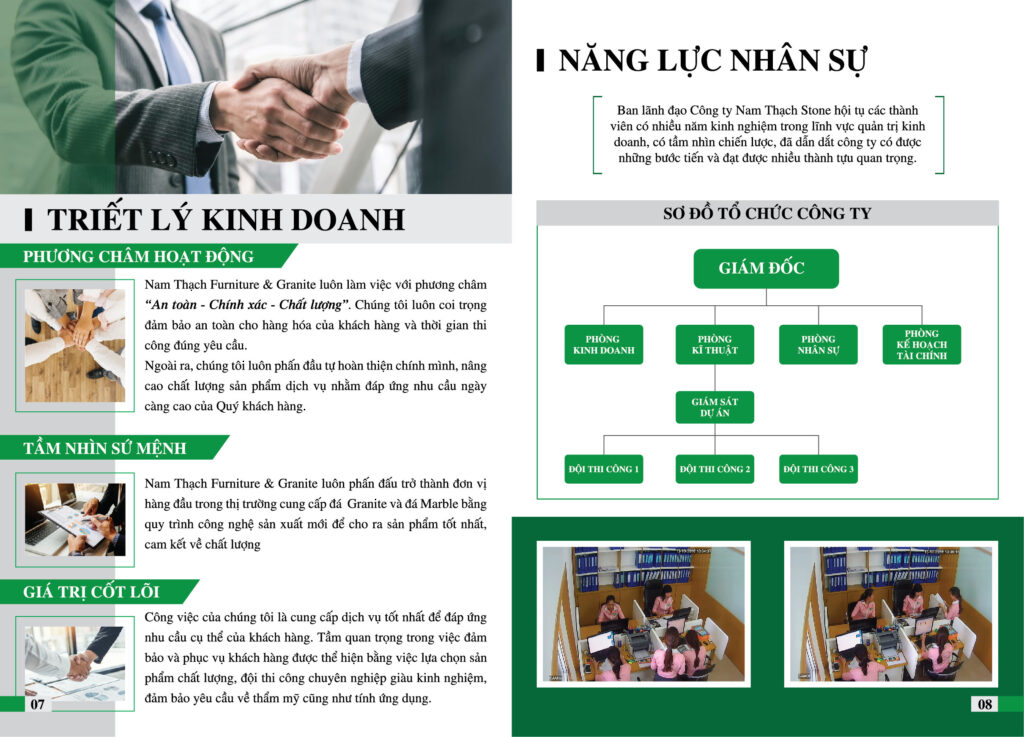 TRIẾT LÝ KINH DOANH
PHƯƠNG CHÂM HOẠT ĐỘNG
Nam Thạch Furniture & Granite luôn làm việc với phương châm
“An toàn - Chính xác - Chất lượng”. Chúng tôi luôn coi trọng
đảm bảo an toàn cho hàng hóa của khách hàng và thời gian thi
công đúng yêu cầu.
Ngoài ra, chúng tôi luôn phấn đầu tự hoàn thiện chính mình, nâng
cao chất lượng sản phẩm dịch vụ nhằm đáp ứng nhu cầu ngày
càng cao của Quý khách hàng.
TẦM NHÌN SỨ MỆNH
Nam Thạch Furniture & Granite luôn phấn đấu trở thành đơn vị
hàng đầu trong thị trường cung cấp đá Granite và đá Marble bằng
quy trình công nghệ sản xuất mới để cho ra sản phẩm tốt nhất,
cam kết về chất lượng
GIÁ TRỊ CỐT LÕI
Công việc của chúng tôi là cung cấp dịch vụ tốt nhất để đáp ứng
nhu cầu cụ thể của khách hàng. Tầm quan trọng trong việc đảm
bảo và phục vụ khách hàng được thể hiện bằng việc lựa chọn sản
phẩm chất lượng, đội thi công chuyên nghiệp giàu kinh nghiệm,
đảm bảo yêu cầu về thẩm mỹ cũng như tính ứng dụng.
07
NĂNG LỰC NHÂN SỰ
Ban lãnh đạo Công ty Nam Thạch Stone hội tụ các thành
viên có nhiều năm kinh nghiệm trong lĩnh vực quản trị kinh
doanh, có tầm nhìn chiến lược, đã dẫn dắt công ty có được
những bước tiến và đạt được nhiều thành tựu quan trọng.
SƠ ĐỒ TỔ CHỨC CÔNG TY
GIÁM ĐỐC
PHÒNG
KINH DOANH
PHÒNG
KĨ THUẬT
PHÒNG
NHÂN SỰ
PHÒNG
KẾ HOẠCH
TÀI CHÍNH
GIÁM SÁT
DỰ ÁN
ĐỘI THI CÔNG 1
ĐỘI THI CÔNG 2
ĐỘI THI CÔNG 3
08